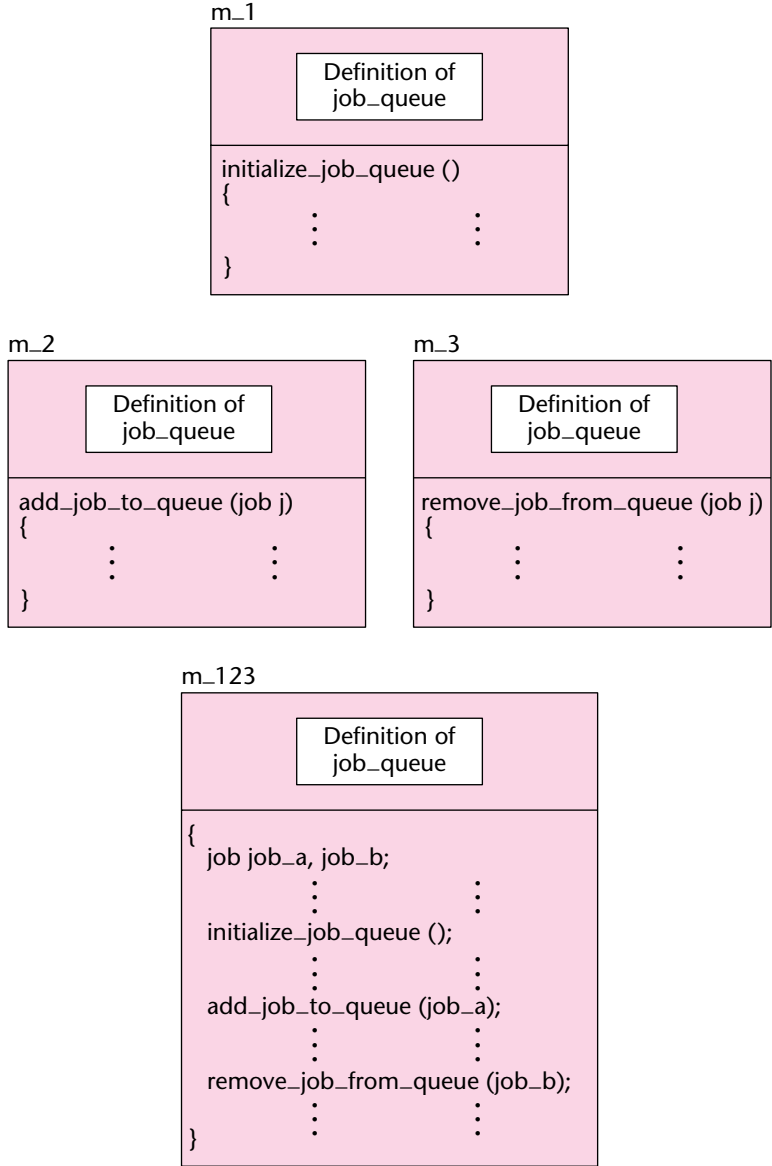 m_1
Definition of
job_queue
initialize_job_queue ()
{
}
m_2
Definition of
job_queue
add_job_to_queue (job j)
{
}
m_3
Definition of
job_queue
remove_job_from_queue (job j)
{
}
m_123
Definition of
job_queue
{
job job_a, job_b;
initialize_job_queue ();
add_job_to_queue (job_a);
remove_job_from_queue (job_b);
}